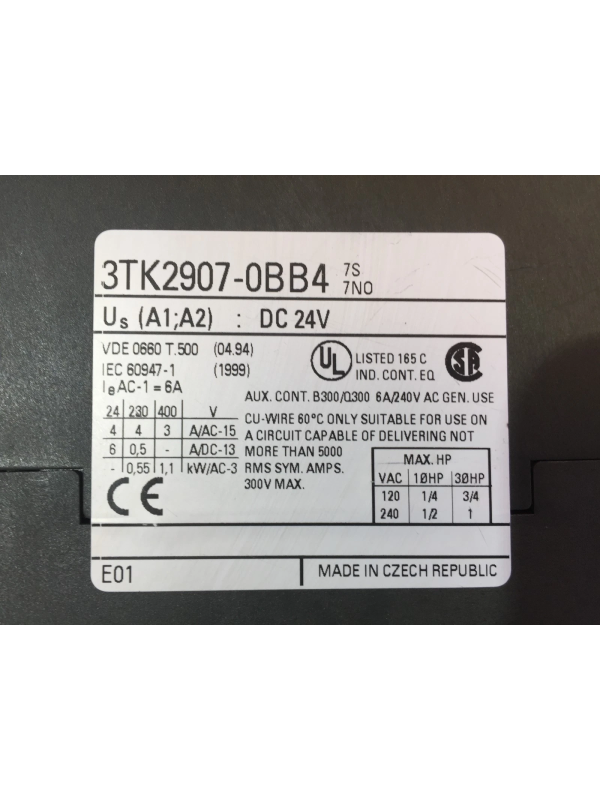 3TK2907-0BB4 7S
7NO
Us (A1;A2) : DC 24V
VDE 0660 T.500 (04.94)
IEC 60947-1 (1999)
Ie AC-1 = 6A
UL LISTED 165 C
IND. CONT. EQ
SA
AUX. CONT. B300/Q300 6A/240V AC GEN. USE
24 230 400 V
4 4 3 A/AC-15
6 0,5 - A/DC-13
- 0,55 1,1 kW/AC-3
CU-WIRE 60°C ONLY SUITABLE FOR USE ON
A CIRCUIT CAPABLE OF DELIVERING NOT
MORE THAN 5000
RMS SYM. AMPS.
300V MAX.
MAX. HP
VAC 1ØHP 3ØHP
120 1/4 3/4
240 1/2 1
CE
E01 MADE IN CZECH REPUBLIC